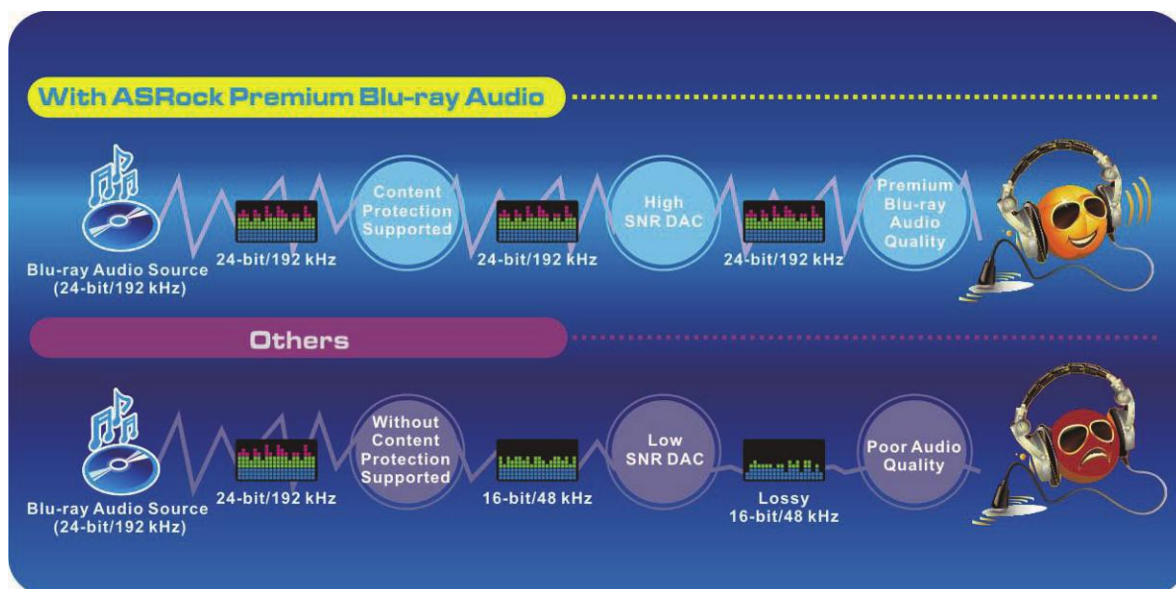 With ASRock Premium Blu-ray Audio
Content
Protection
Supported
High
SNR DAC
Premium
Blu-ray
Audio
Quality
24-bit/192 kHz
24-bit/192 kHz
24-bit/192 kHz
Blu-ray Audio Source
(24-bit/192 kHz)
Others
Without
Content
Protection
Supported
Low
SNR DAC
Poor Audio
Quality
24-bit/192 kHz
16-bit/48 kHz
Lossy
16-bit/48 kHz
Blu-ray Audio Source
(24-bit/192 kHz)